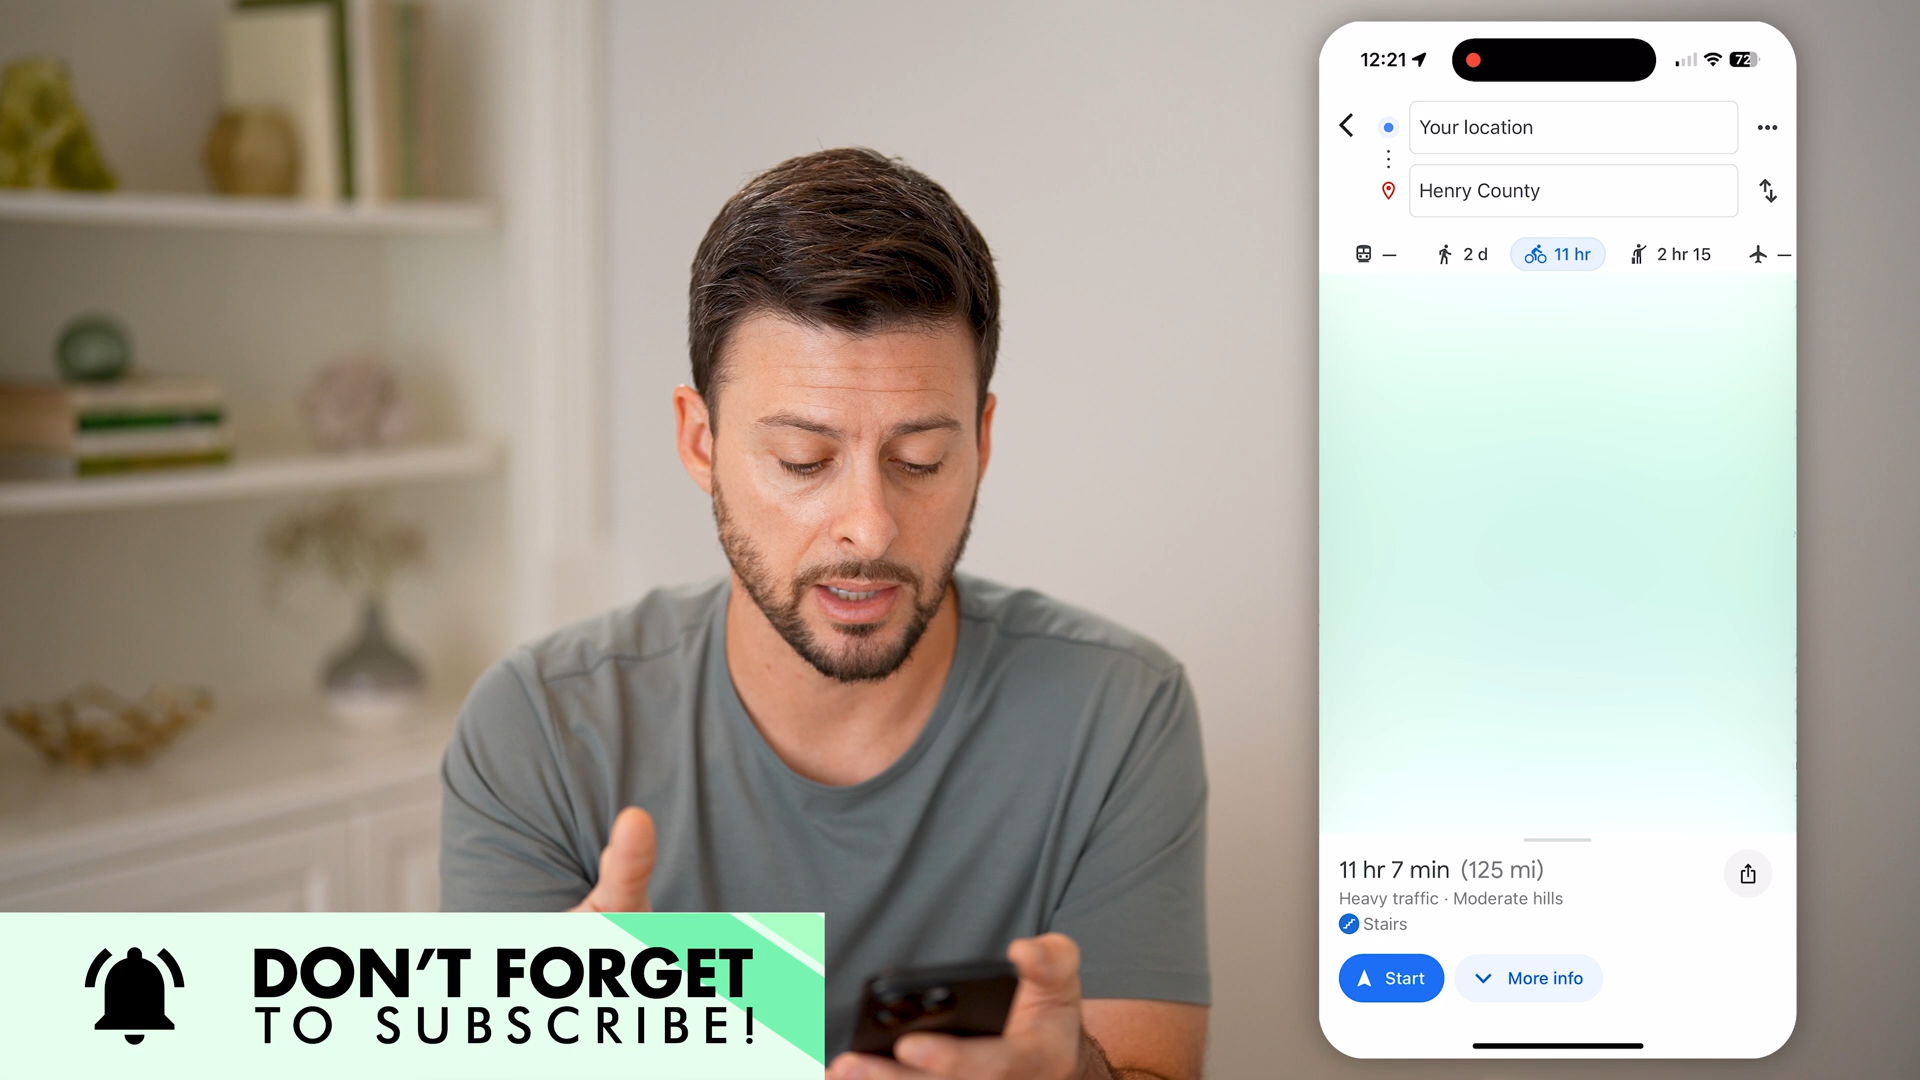 12:21
72
Your location
Henry County
—
2 d
11 hr
2 hr 15
—
11 hr 7 min (125 mi)
Heavy traffic · Moderate hills
Stairs
Start
More info
DON'T FORGET
TO SUBSCRIBE!